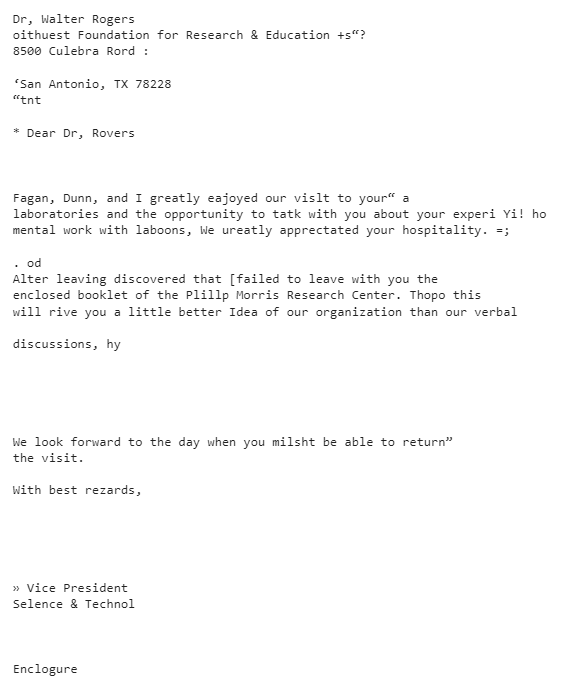 Dr, Walter Rogers
oithuest Foundation for Research & Education +s“?
8500 Culebra Rord :
‘San Antonio, TX 78228
“tnt
* Dear Dr, Rovers
Fagan, Dunn, and I greatly eajoyed our vislt to your“ a
laboratories and the opportunity to tatk with you about your experi Yi! ho
mental work with laboons, We ureatly apprectated your hospitality. =;
. od
Alter leaving discovered that [failed to leave with you the
enclosed booklet of the Plillp Morris Research Center. Thopo this
will rive you a little better Idea of our organization than our verbal
discussions, hy
We look forward to the day when you milsht be able to return”
the visit.
With best rezards,
» Vice President
Selence & Technol
Enclogure